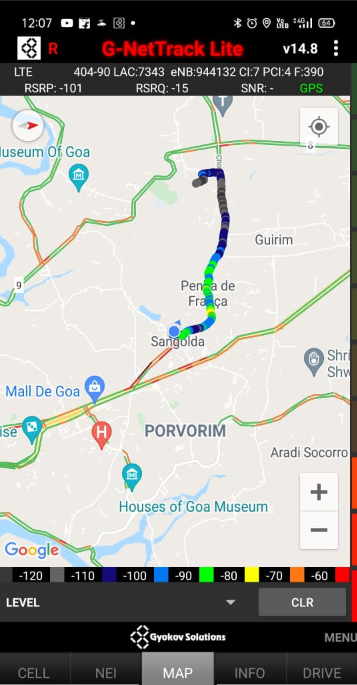 12:07
64
R G-NetTrack Lite v14.8
LTE 404-90 LAC:7343 eNB:944132 CI:7 PCI:4 F:390
RSRP: -101 RSRQ: -15 SNR: - GPS
useum Of Goa
Guirim
9
Penha de
França
Sangolda
Shri
Shw
Mall De Goa
ise
H
PORVORIM
Aradi Socorro
Houses of Goa Museum
+
−
Google
-120 -110 -100 -90 -80 -70 -60
LEVEL CLR
Gyokov Solutions MENU
CELL NEI MAP INFO DRIVE